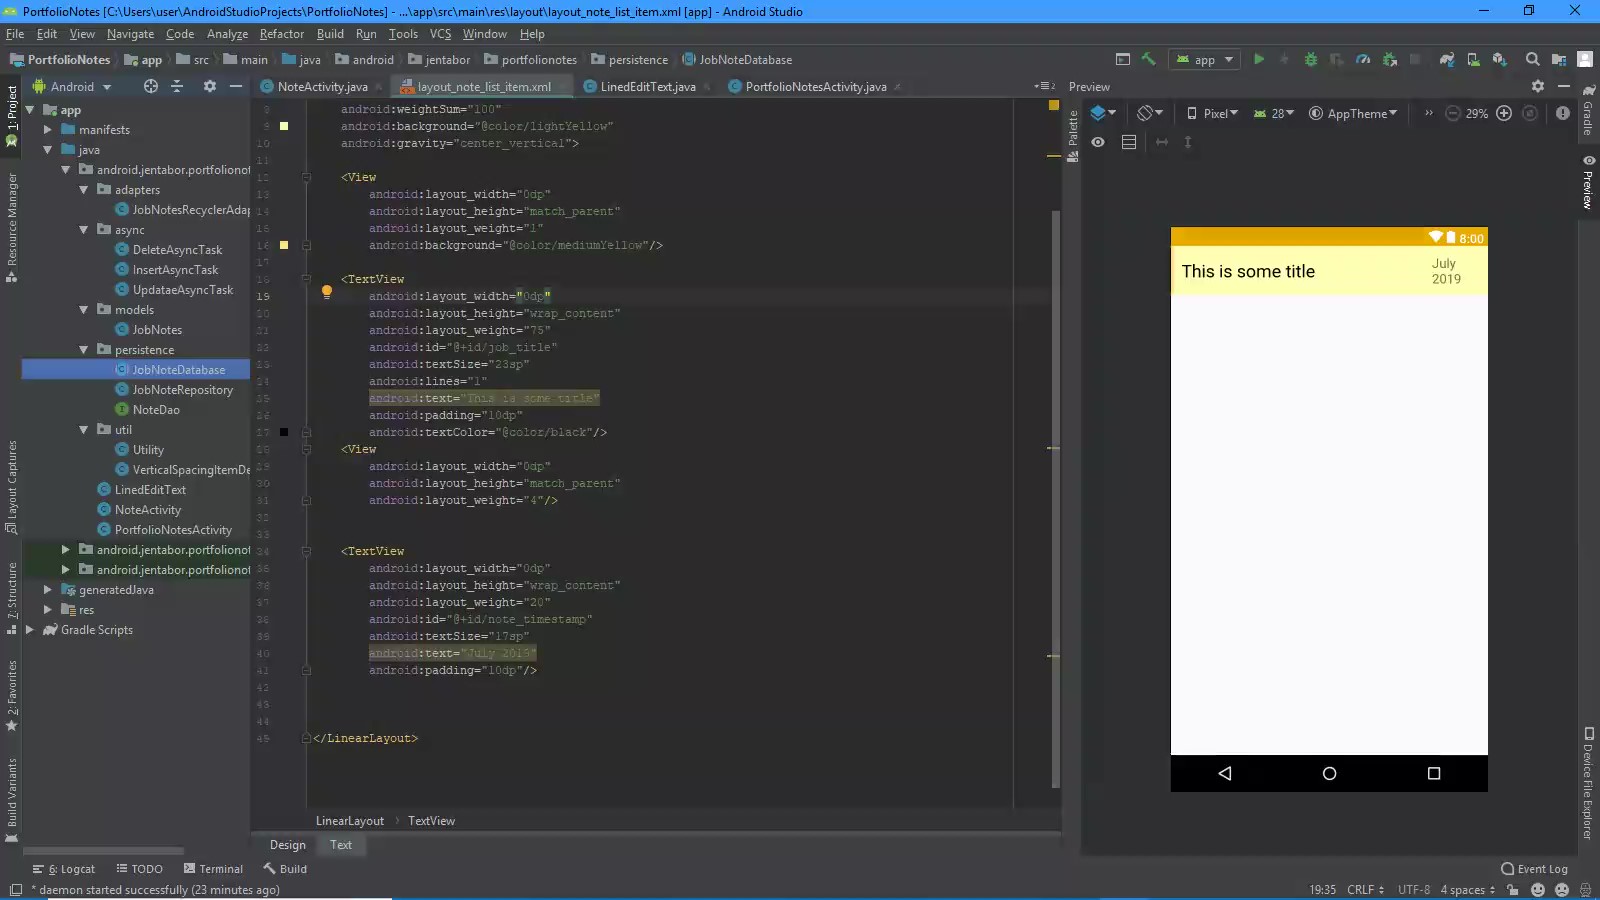 PortfolioNotes [C:\Users\user\AndroidStudioProjects\PortfolioNotes] - ...\app\src\main\res\layout\layout_note_list_item.xml [app] - Android Studio
File Edit View Navigate Code Analyze Refactor Build Run Tools VCS Window Help
PortfolioNotes app src main java android jentabor portfolionotes persistence JobNoteDatabase
app
Android
NoteActivity.java layout_note_list_item.xml LinedEditText.java PortfolioNotesActivity.java
2
Preview
1: Project
Resource Manager
Layout Captures
7: Structure
2: Favorites
Build Variants
app
manifests
java
android.jentabor.portfolionot
adapters
JobNotesRecyclerAdap
async
DeleteAsyncTask
InsertAsyncTask
UpdataeAsyncTask
models
JobNotes
persistence
JobNoteDatabase
JobNoteRepository
NoteDao
util
Utility
VerticalSpacingItemDe
LinedEditText
NoteActivity
PortfolioNotesActivity
android.jentabor.portfolionot
android.jentabor.portfolionot
generatedJava
res
Gradle Scripts
8 android:weightSum="100"
9 android:background="@color/lightYellow"
10 android:gravity="center_vertical">
11
12 <View
13 android:layout_width="0dp"
14 android:layout_height="match_parent"
15 android:layout_weight="1"
16 android:background="@color/mediumYellow"/>
17
18 <TextView
19 android:layout_width="0dp"
20 android:layout_height="wrap_content"
21 android:layout_weight="75"
22 android:id="@+id/job_title"
23 android:textSize="23sp"
24 android:lines="1"
25 android:text="This is some title"
26 android:padding="10dp"
27 android:textColor="@color/black"/>
28 <View
29 android:layout_width="0dp"
30 android:layout_height="match_parent"
31 android:layout_weight="4"/>
32
33
34 <TextView
35 android:layout_width="0dp"
36 android:layout_height="wrap_content"
37 android:layout_weight="20"
38 android:id="@+id/note_timestamp"
39 android:textSize="17sp"
40 android:text="July 2019"
41 android:padding="10dp"/>
42
43
44
45 </LinearLayout>
LinearLayout TextView
Design Text
Palette
Pixel 28 AppTheme 29%
8:00
This is some title
July
2019
Gradle
Preview
Device File Explorer
6: Logcat TODO Terminal Build
Event Log
* daemon started successfully (23 minutes ago)
19:35 CRLF UTF-8 4 spaces